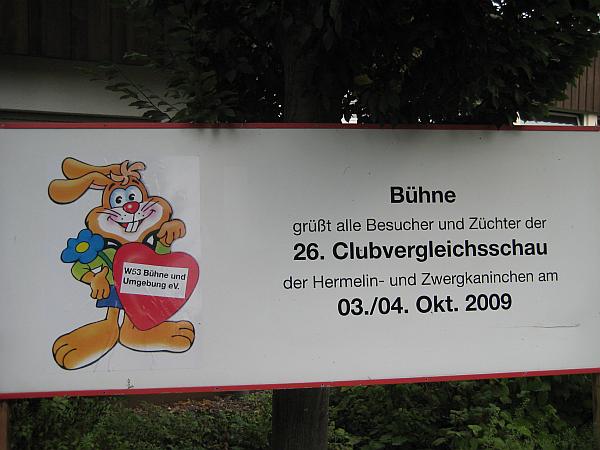 W53 Bühne und
Umgebung eV.
Bühne
grüßt alle Besucher und Züchter der
26. Clubvergleichsschau
der Hermelin- und Zwergkaninchen am
03./04. Okt. 2009